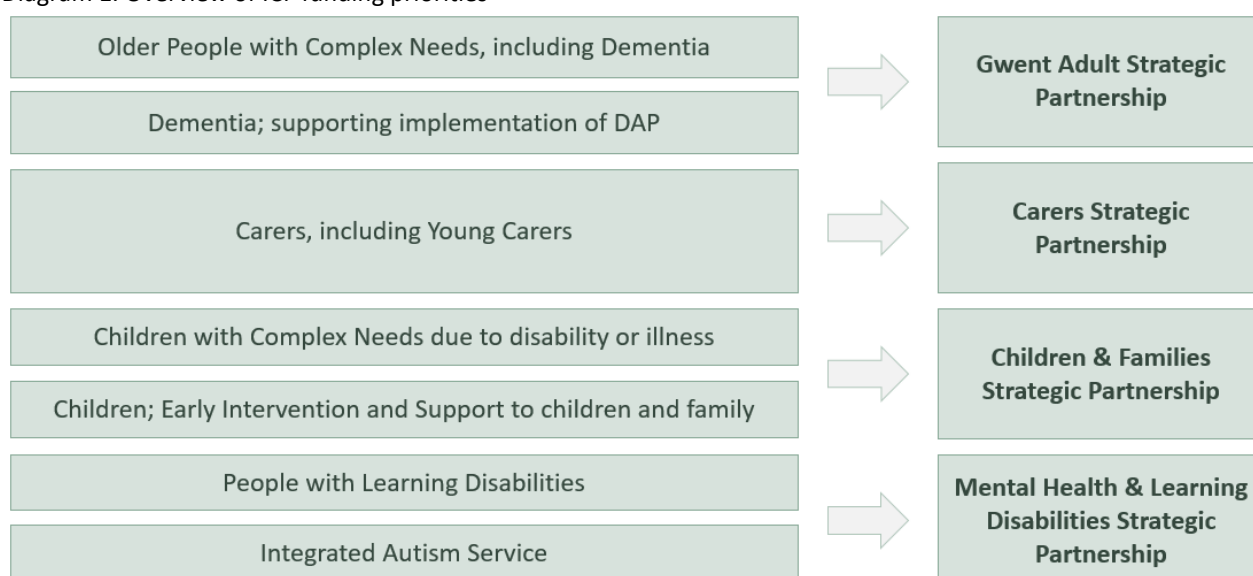 Older People with Complex Needs, including Dementia
Dementia; supporting implementation of DAP
Gwent Adult Strategic
Partnership
Carers, including Young Carers
Carers Strategic
Partnership
Children with Complex Needs due to disability or illness
Children; Early Intervention and Support to children and family
Children & Families
Strategic Partnership
People with Learning Disabilities
Integrated Autism Service
Mental Health & Learning
Disabilities Strategic
Partnership